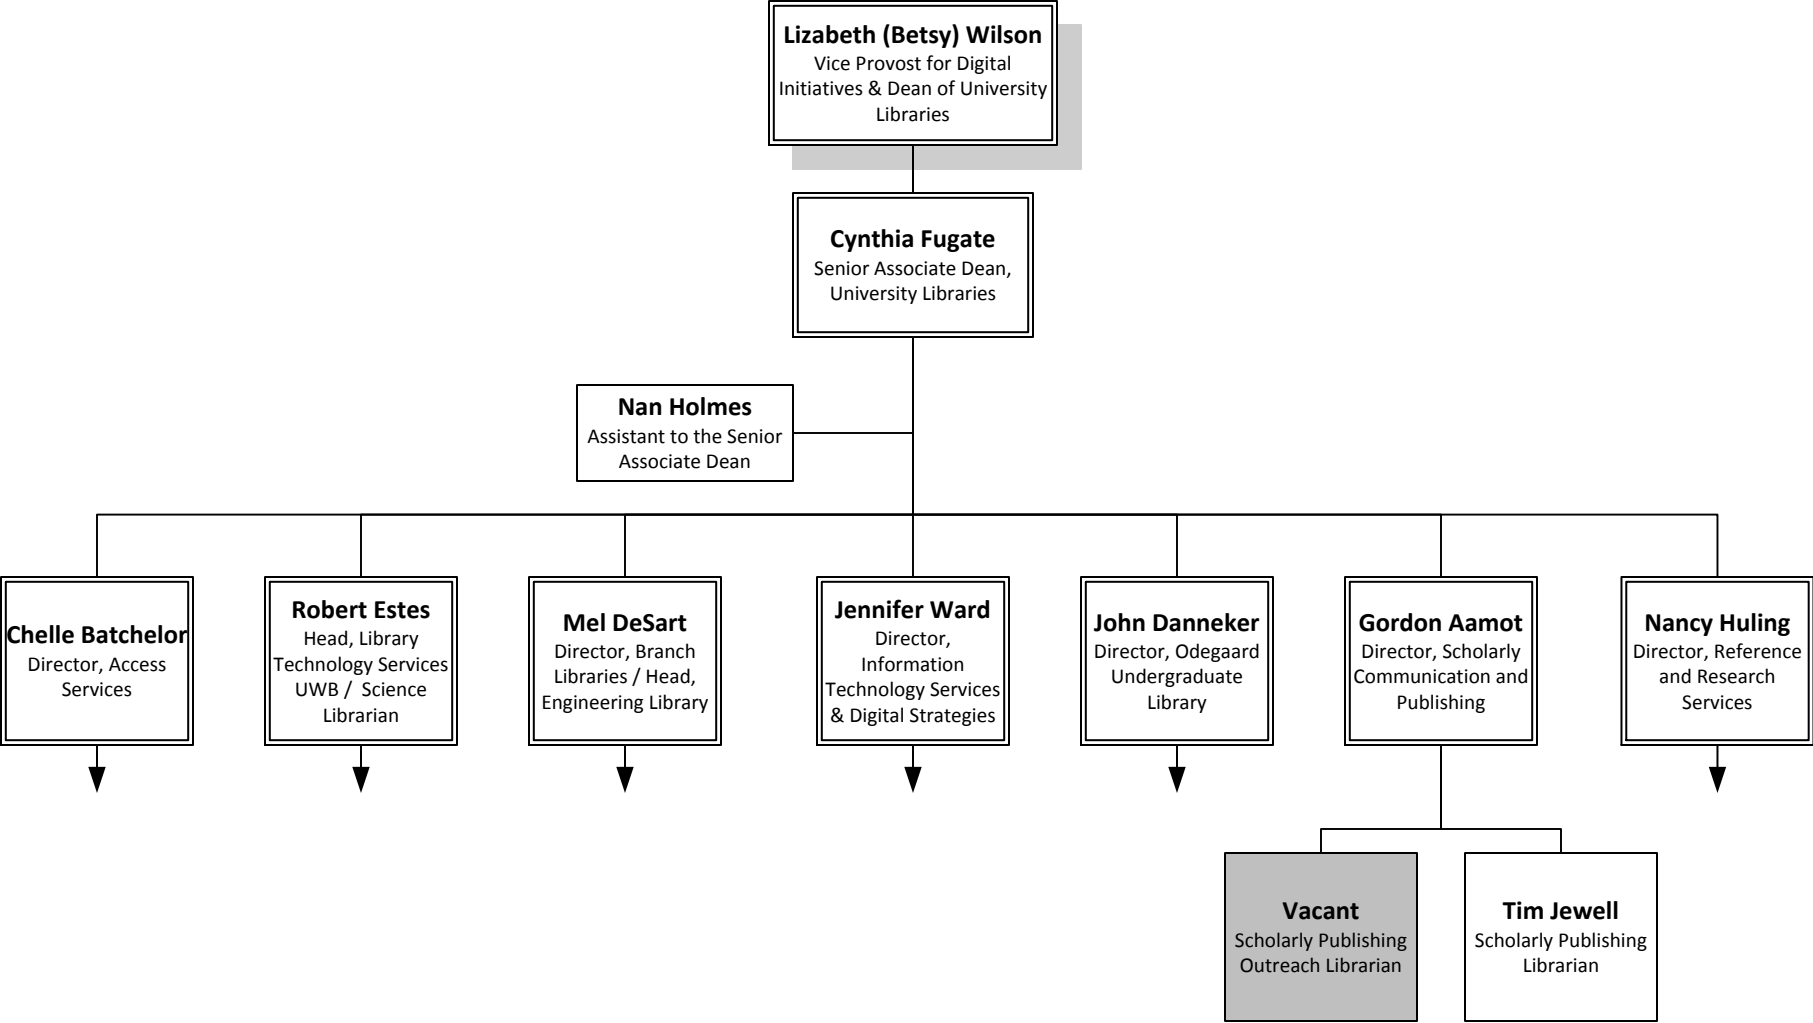 Lizabeth (Betsy) Wilson
Vice Provost for Digital
Initiatives & Dean of University
Libraries
Cynthia Fugate
Senior Associate Dean,
University Libraries
Nan Holmes
Assistant to the Senior
Associate Dean
Chelle Batchelor
Director, Access
Services
Robert Estes
Head, Library
Technology Services
UWB / Science
Librarian
Mel DeSart
Director, Branch
Libraries / Head,
Engineering Library
Jennifer Ward
Director,
Information
Technology Services
& Digital Strategies
John Danneker
Director, Odegaard
Undergraduate
Library
Gordon Aamot
Director, Scholarly
Communication and
Publishing
Nancy Huling
Director, Reference
and Research
Services
Vacant
Scholarly Publishing
Outreach Librarian
Tim Jewell
Scholarly Publishing
Librarian